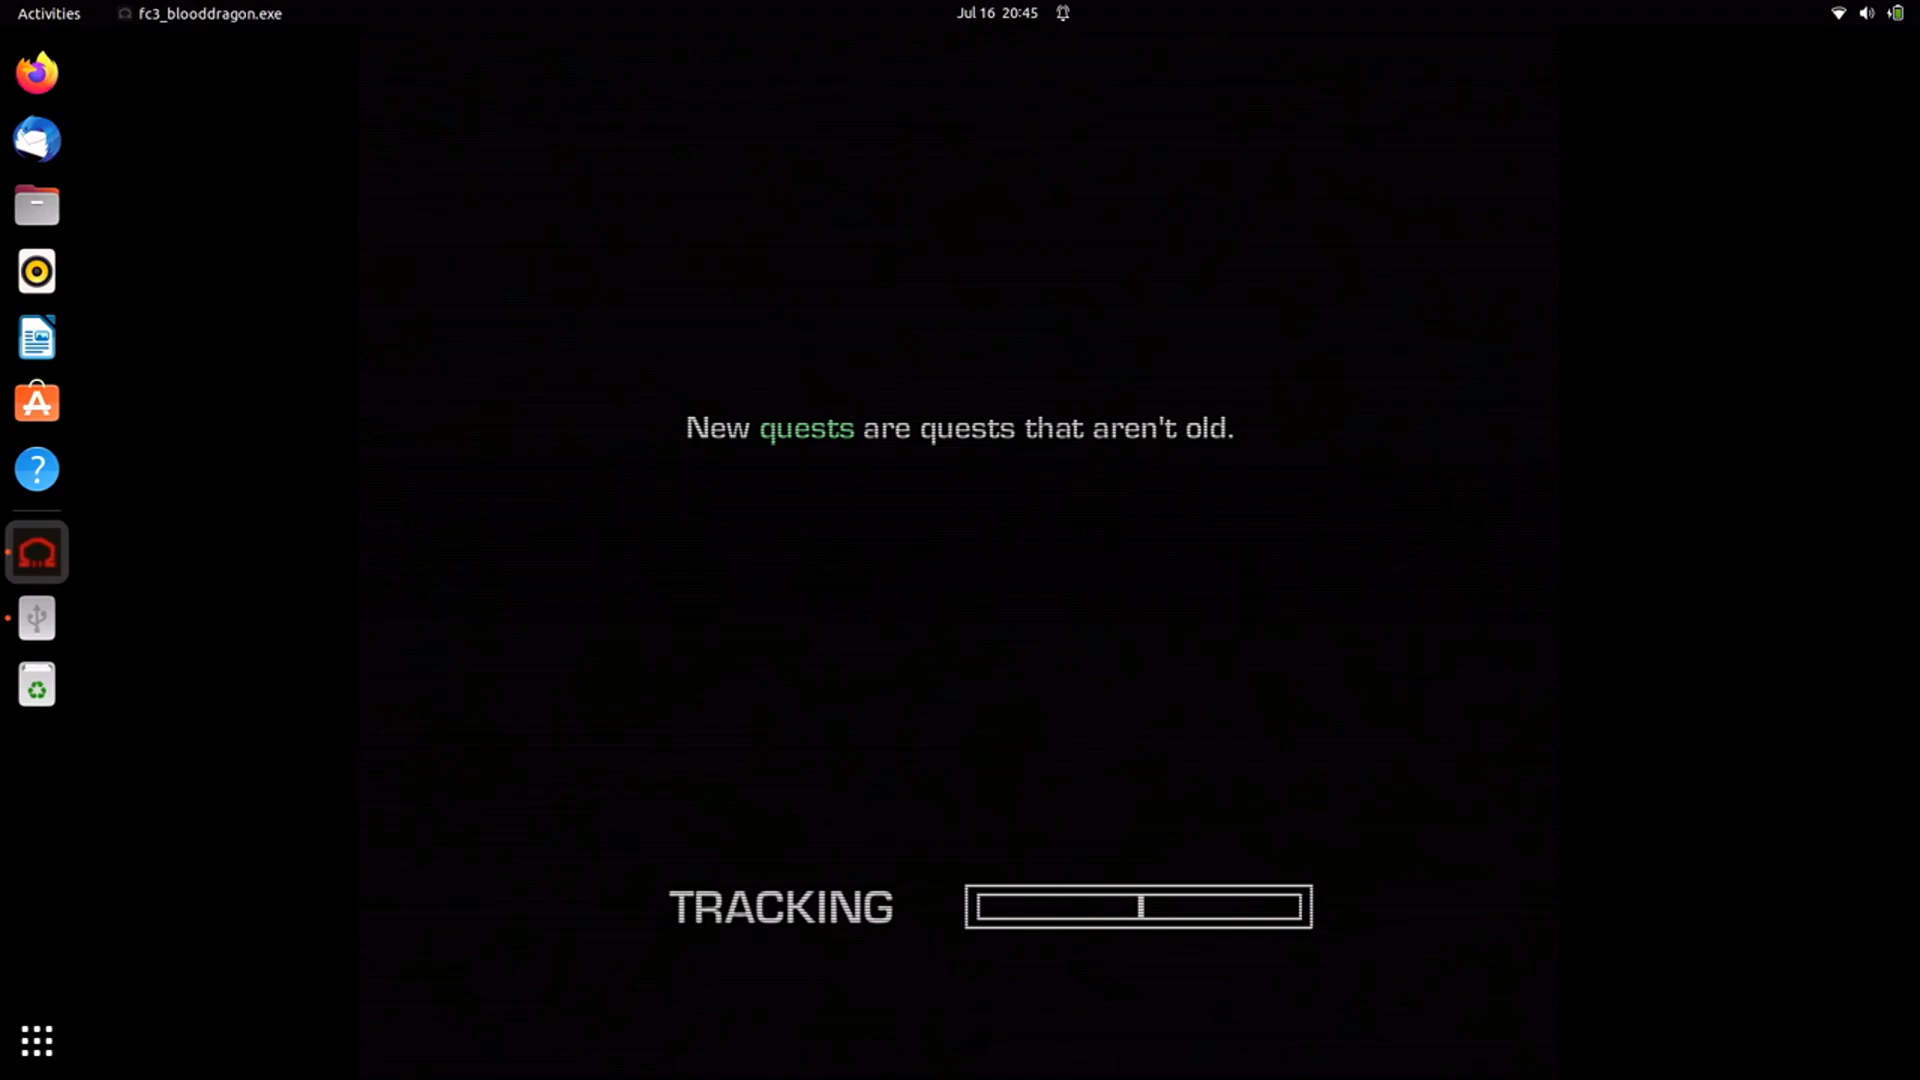 Activities
fc3_blooddragon.exe
Jul 16 20:45
New quests are quests that aren't old.
TRACKING